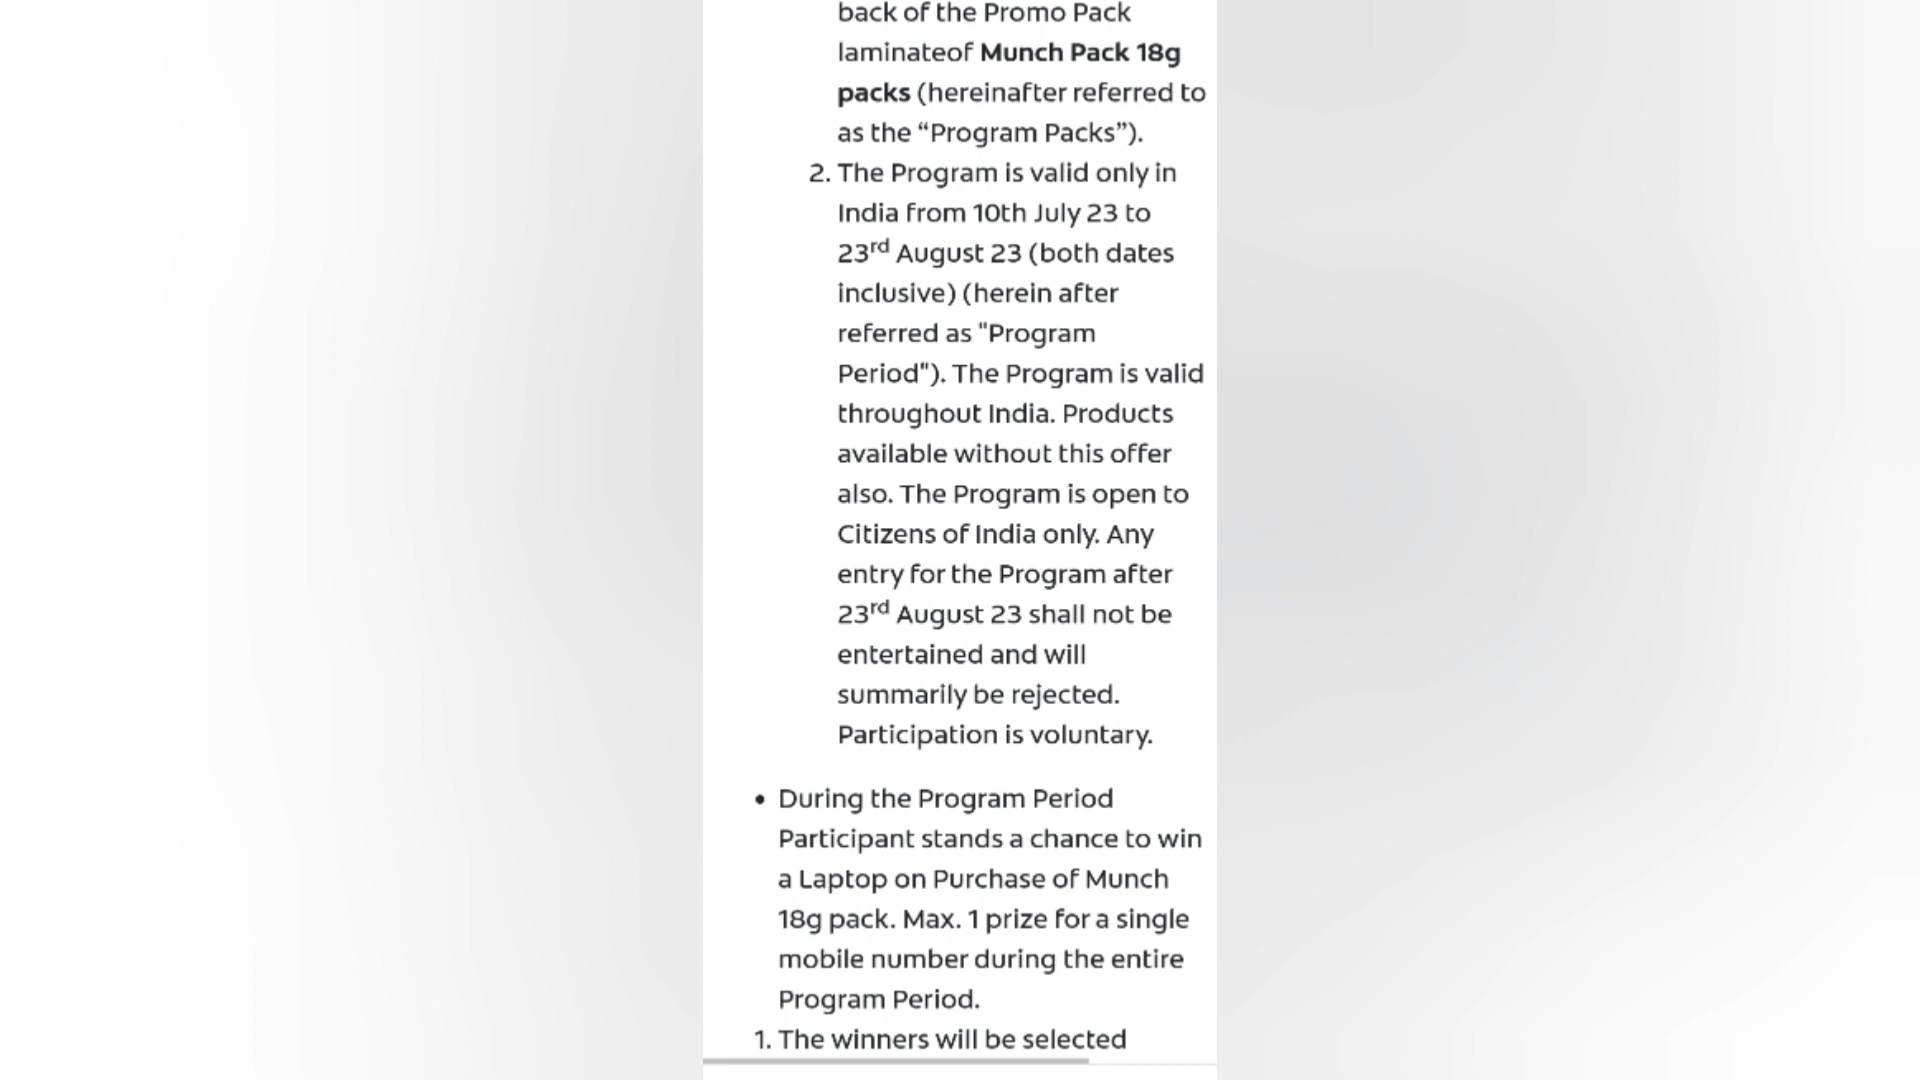 back of the Promo Pack
laminateof Munch Pack 18g
packs (hereinafter referred to
as the “Program Packs”).
2. The Program is valid only in
India from 10th July 23 to
23rd August 23 (both dates
inclusive) (herein after
referred as "Program
Period"). The Program is valid
throughout India. Products
available without this offer
also. The Program is open to
Citizens of India only. Any
entry for the Program after
23rd August 23 shall not be
entertained and will
summarily be rejected.
Participation is voluntary.
• During the Program Period
Participant stands a chance to win
a Laptop on Purchase of Munch
18g pack. Max. 1 prize for a single
mobile number during the entire
Program Period.
1. The winners will be selected